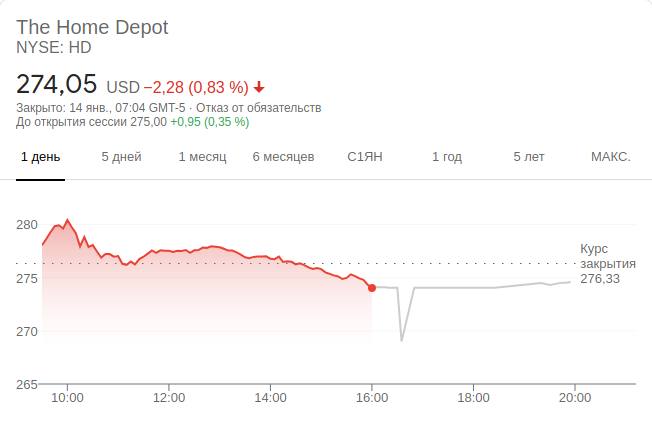 The Home Depot
NYSE: HD
274,05 USD −2,28 (0,83 %)
Закрыто: 14 янв., 07:04 GMT-5 · Отказ от обязательств
До открытия сессии 275,00 +0,95 (0,35 %)
1 день 5 дней 1 месяц 6 месяцев С1ЯН 1 год 5 лет МАКС.
280
275
270
265
Курс
закрытия
276,33
10:00 12:00 14:00 16:00 18:00 20:00